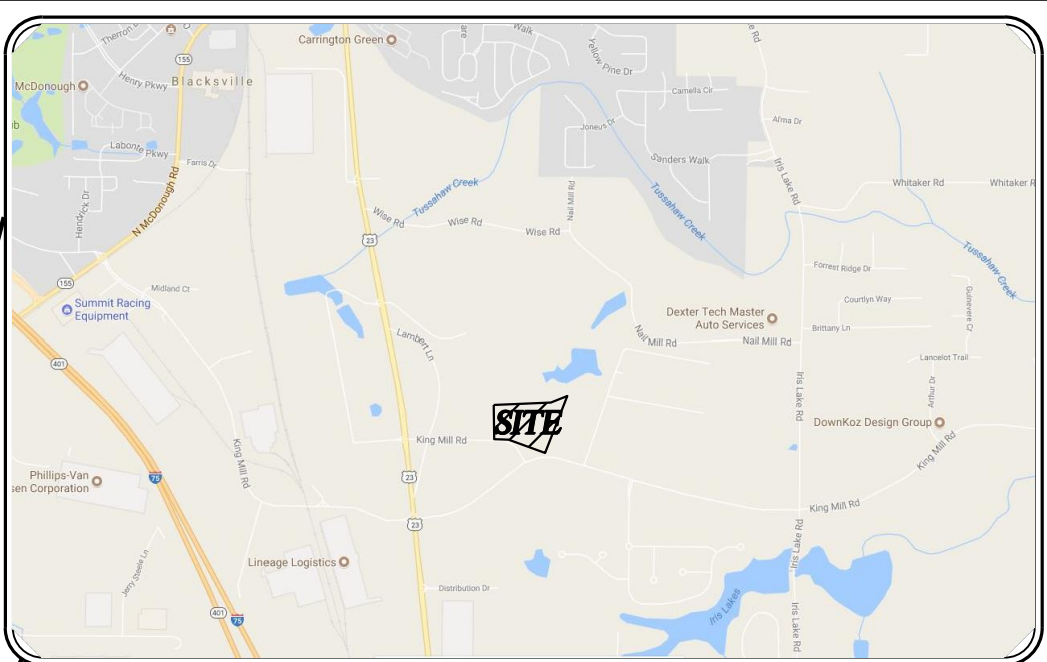 Therron
155
Blacksville
McDonough
Henry Pkwy
Labonte Pkwy
Farris Dr
Hendrick Dr
N McDonough Rd
155
Midland Ct
Summit Racing
Equipment
401
Carrington Green
Walk
Yellow Pine Dr
Camella Cir
Joneus Dr
Sanders Walk
Alma Dr
Iris Lake Rd
Whitaker Rd
Whitaker R
Tussahaw Creek
Tussahaw Creek
Tussahaw Creek
Wise Rd
Wise Rd
Wise Rd
Nail Mill Rd
23
Forrest Ridge Dr
Courtlyn Way
Guinevere Ct
Brittany Ln
Lancelot Trail
Arthur Dr
Dexter Tech Master
Auto Services
Nail Mill Rd
Nail Mill Rd
Lambert Ln
Iris Lake Rd
SITE
DownKoz Design Group
King Mill Rd
King Mill Rd
King Mill Rd
King Mill Rd
23
23
75
Phillips-Van
sen Corporation
Lineage Logistics
Jerry Steele Ln
Distribution Dr
Iris Lake Rd
Iris Lakes
Iris Lake Rd
401
75